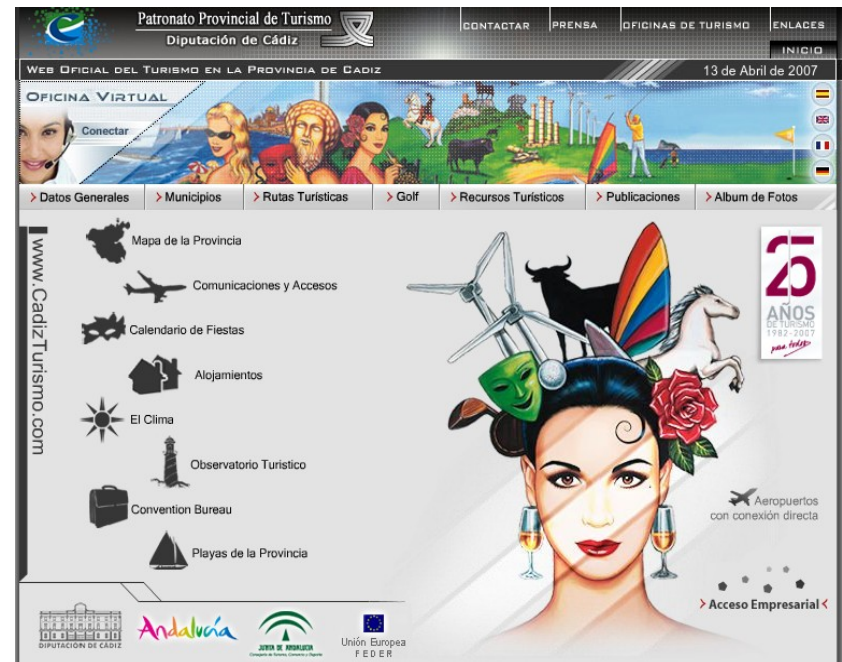 Patronato Provincial de Turismo
Diputación de Cádiz
CONTACTAR
PRENSA
OFICINAS DE TURISMO
ENLACES
INICIO
WEB OFICIAL DEL TURISMO EN LA PROVINCIA DE CADIZ
13 de Abril de 2007
OFICINA VIRTUAL
Conectar
> Datos Generales
> Municipios
> Rutas Turísticas
> Golf
> Recursos Turísticos
> Publicaciones
> Album de Fotos
www.CadizTurismo.com
Mapa de la Provincia
Comunicaciones y Accesos
Calendario de Fiestas
Alojamientos
El Clima
Observatorio Turistico
Convention Bureau
Playas de la Provincia
25
AÑOS
DE TURISMO
1982-2007
para todos
Aeropuertos
con conexión directa
> Acceso Empresarial <
DIPUTACION DE CADIZ
Andalucía
JUNTA DE ANDALUCIA
Unión Europea
FEDER